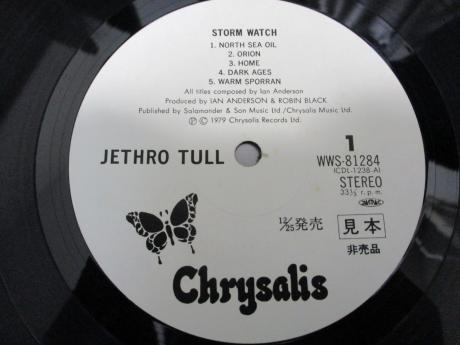 STORM WATCH
1. NORTH SEA OIL
2. ORION
3. HOME
4. DARK AGES
5. WARM SPORRAN
All titles composed by Ian Anderson
Produced by IAN ANDERSON & ROBIN BLACK
Published by Salamander & Son Music Ltd/Chrysalis Music Ltd.
Ⓟ © 1979 Chrysalis Records Ltd.
JETHRO TULL
1
WWS-81284
(CDL-1238-A)
STEREO
33⅓ r.p.m.
12/25発売
見本
非売品
Chrysalis